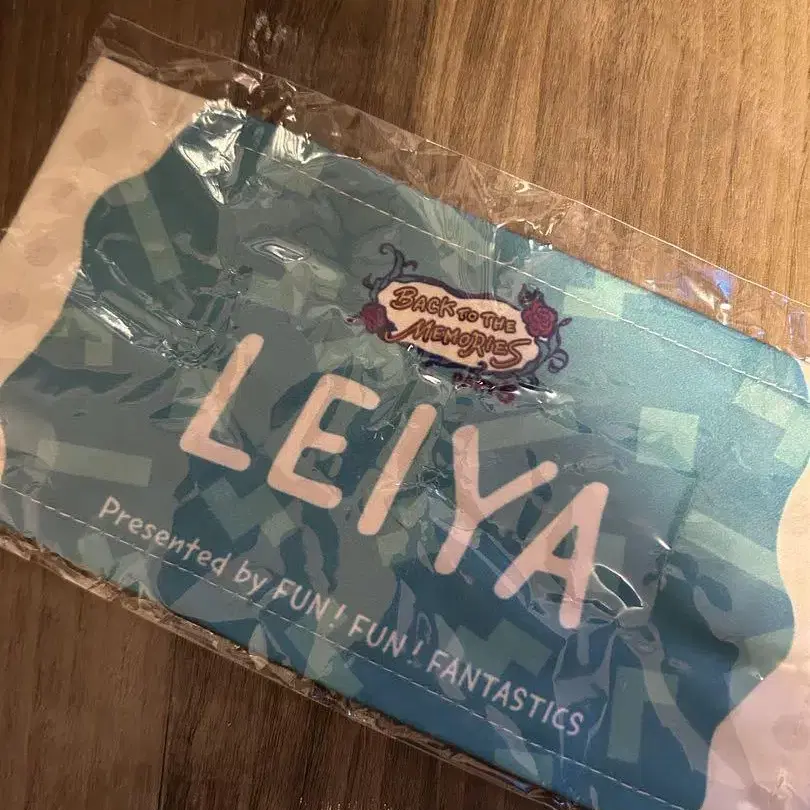 BACK TO THE
MEMORIES
LEIYA
Presented by FUN! FUN! FANTASTICS